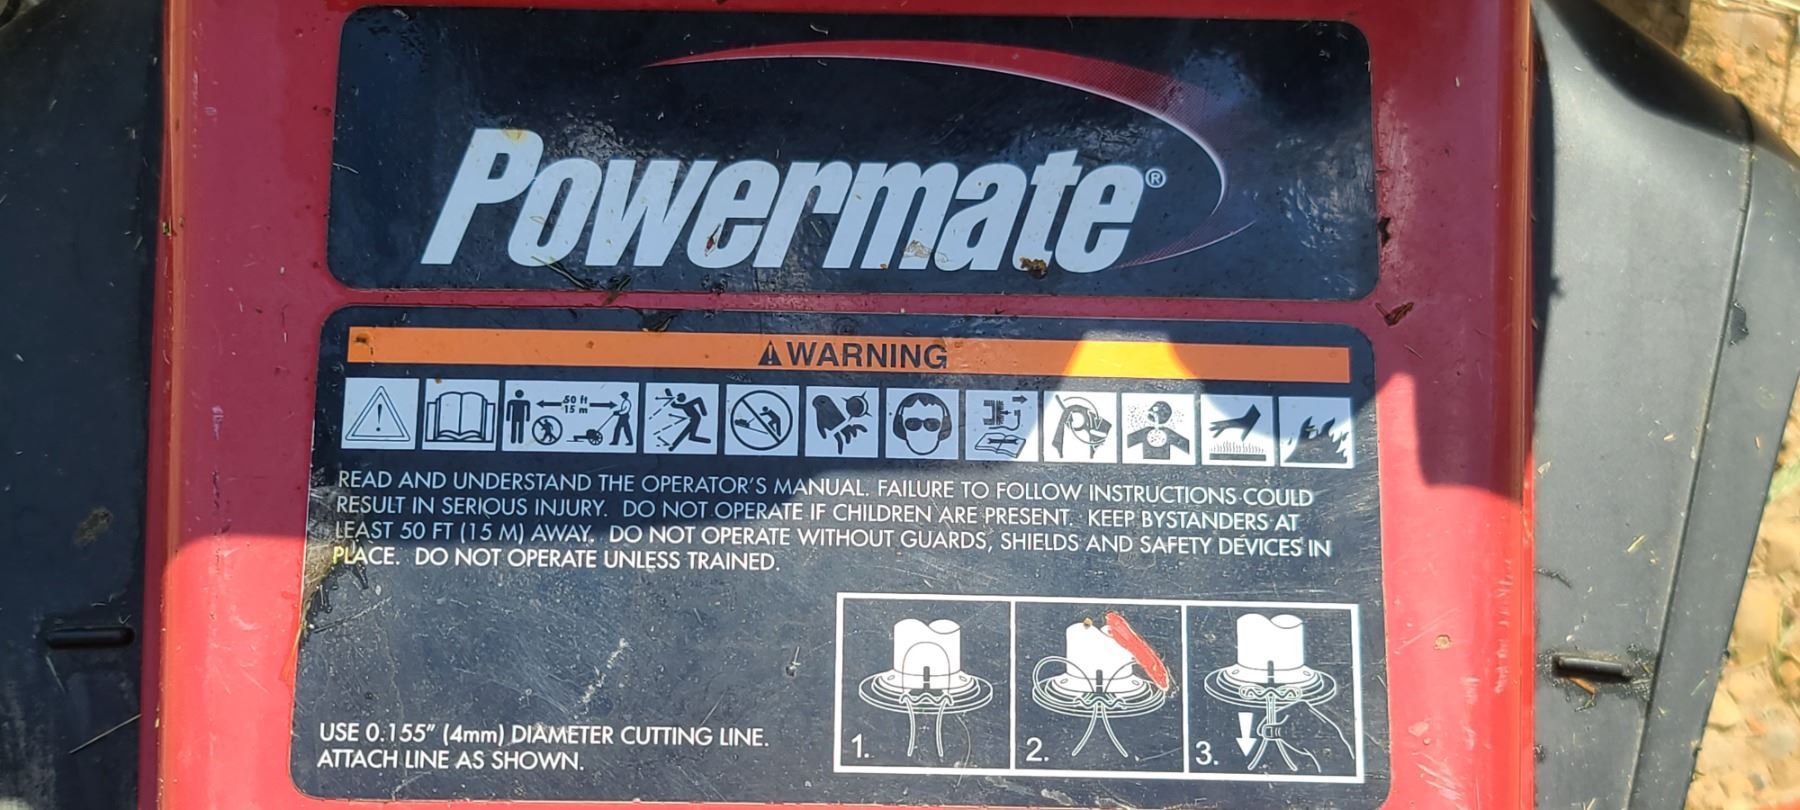 Powermate®
WARNING
50 ft
15 m
READ AND UNDERSTAND THE OPERATOR'S MANUAL. FAILURE TO FOLLOW INSTRUCTIONS COULD
RESULT IN SERIOUS INJURY. DO NOT OPERATE IF CHILDREN ARE PRESENT. KEEP BYSTANDERS AT
LEAST 50 FT (15 M) AWAY. DO NOT OPERATE WITHOUT GUARDS, SHIELDS AND SAFETY DEVICES IN
PLACE. DO NOT OPERATE UNLESS TRAINED.
USE 0.155" (4mm) DIAMETER CUTTING LINE.
ATTACH LINE AS SHOWN.
1. 2. 3.